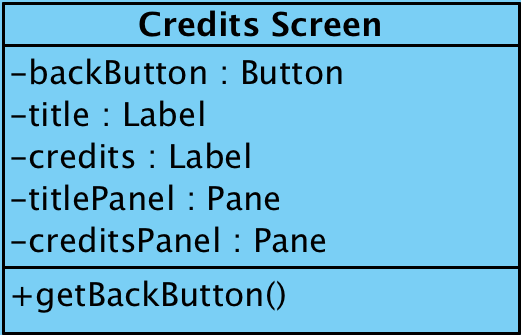 Credits Screen
-backButton : Button
-title : Label
-credits : Label
-titlePanel : Pane
-creditsPanel : Pane
+getBackButton()